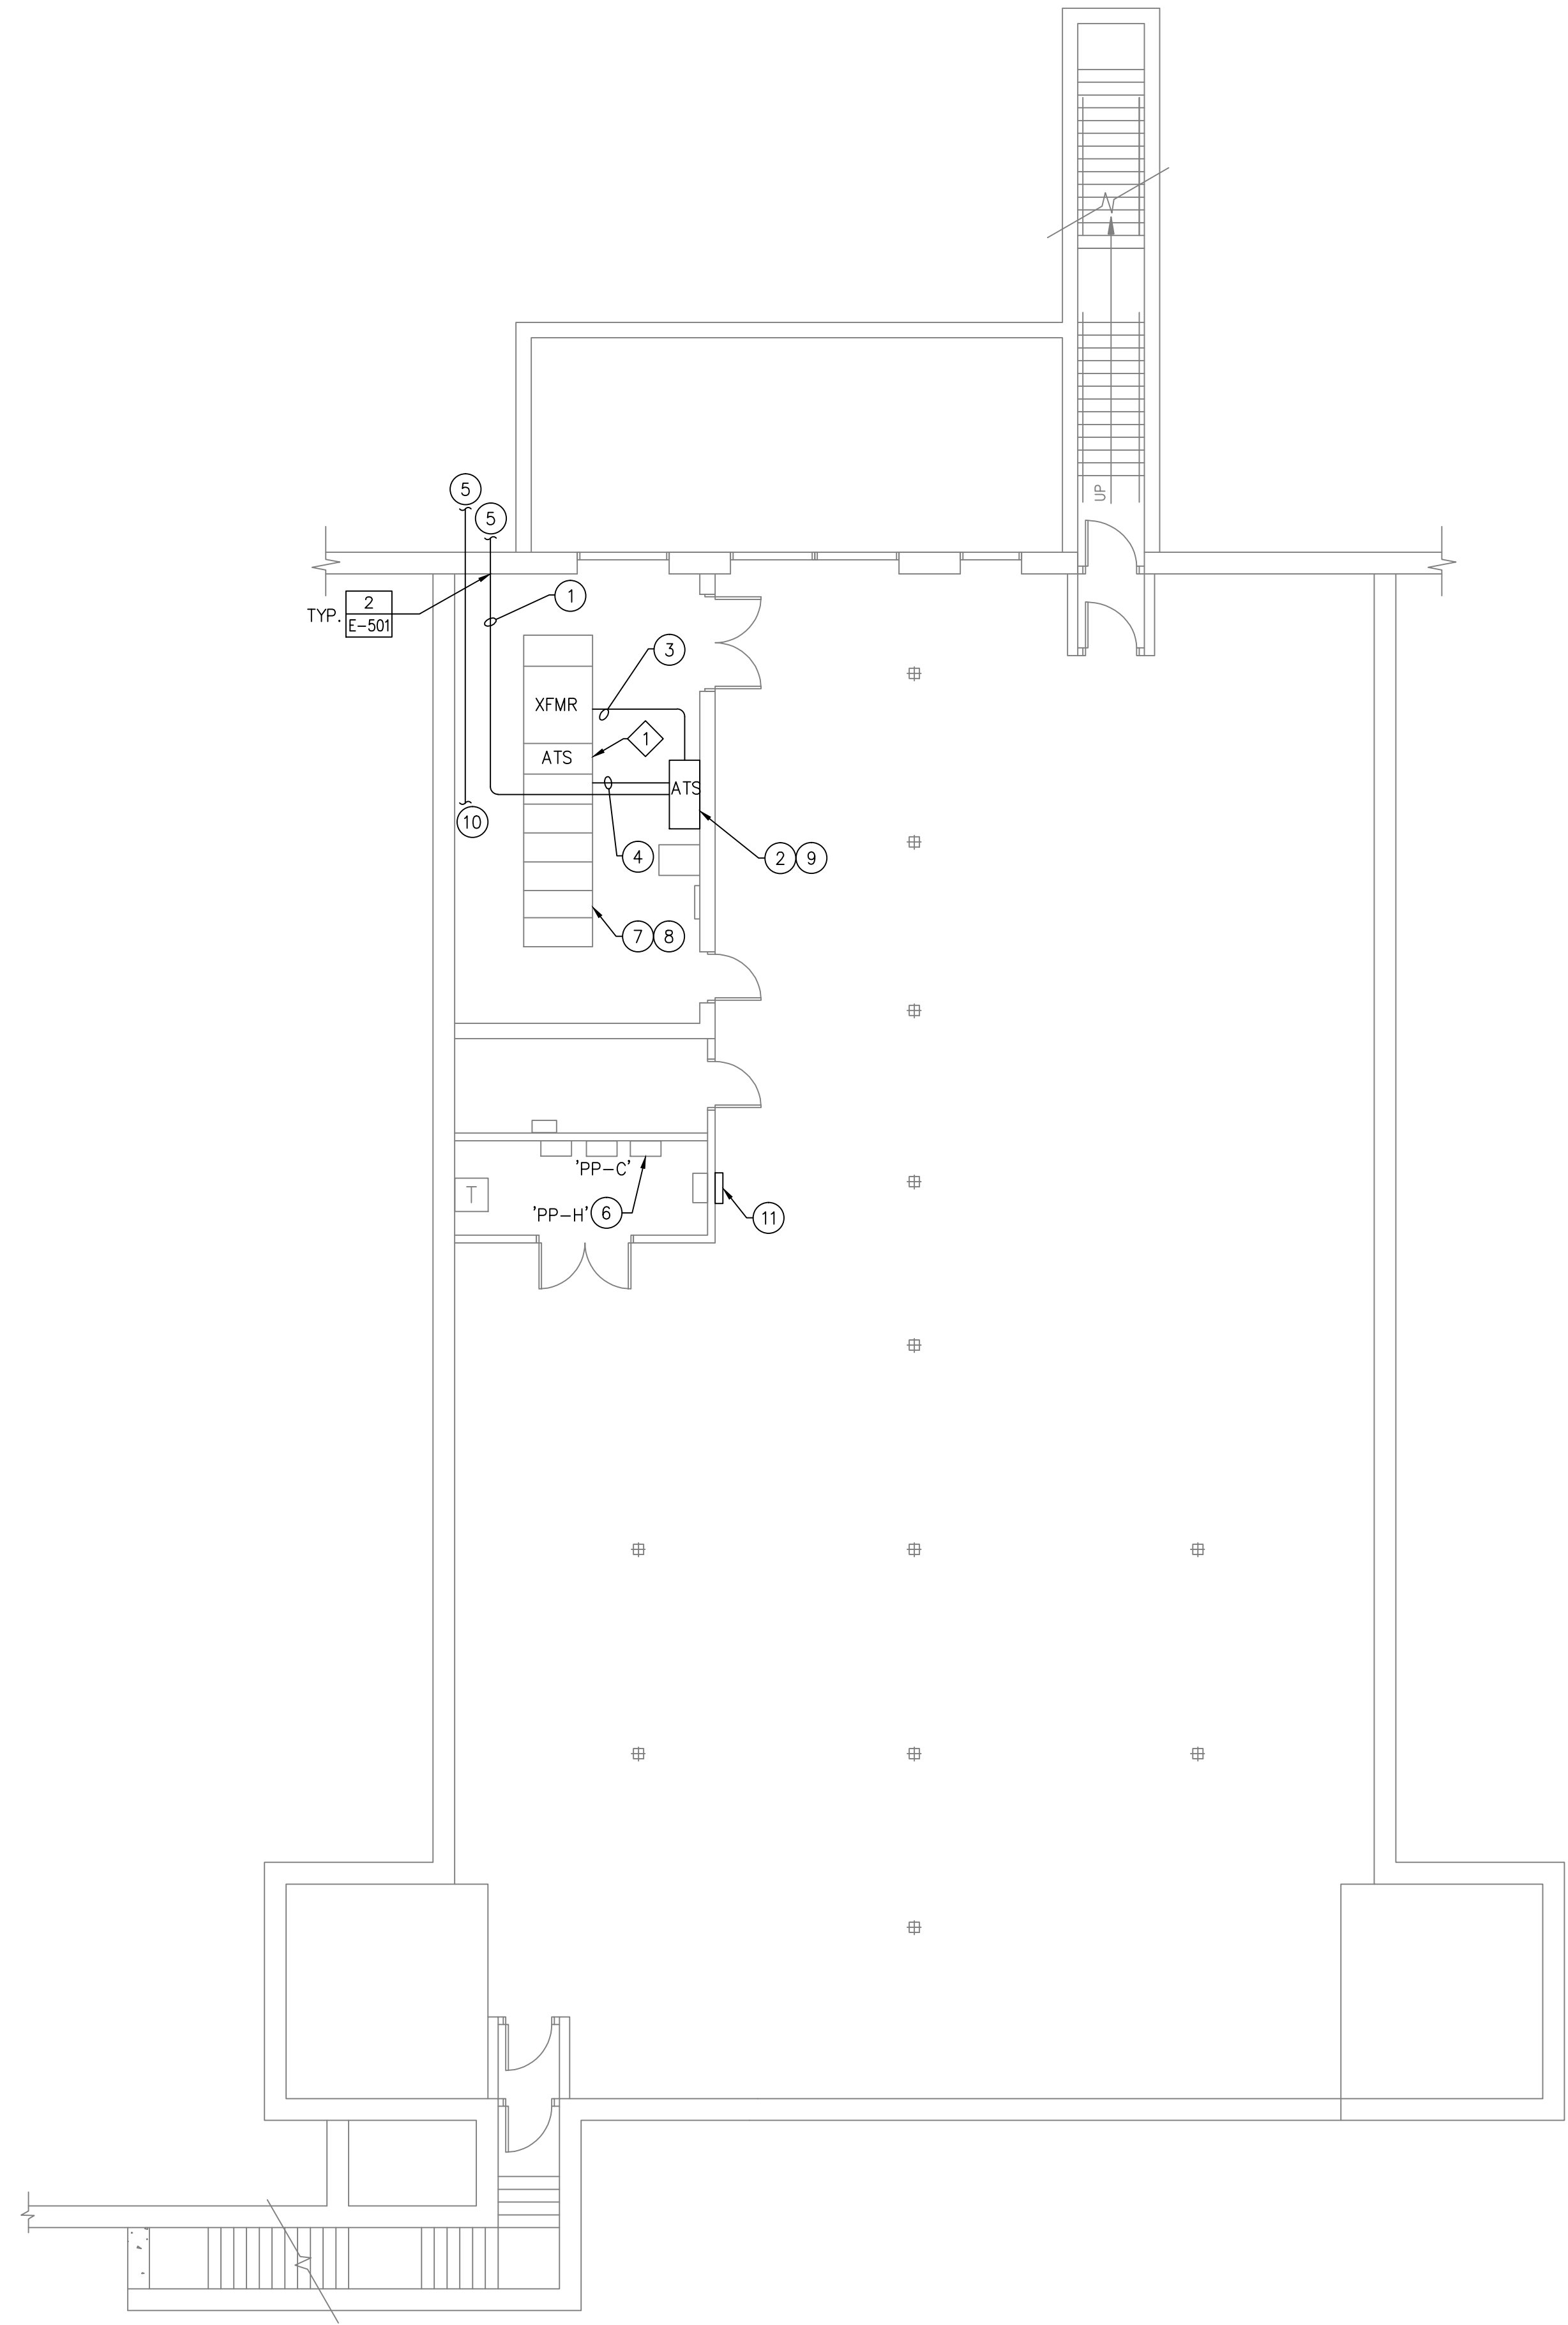 UP
5
5
1
2
TYP.
E-501
3
XFMR
1
ATS
ATS
10
4
2 9
7 8
'PP-C'
T
'PP-H' 6
11